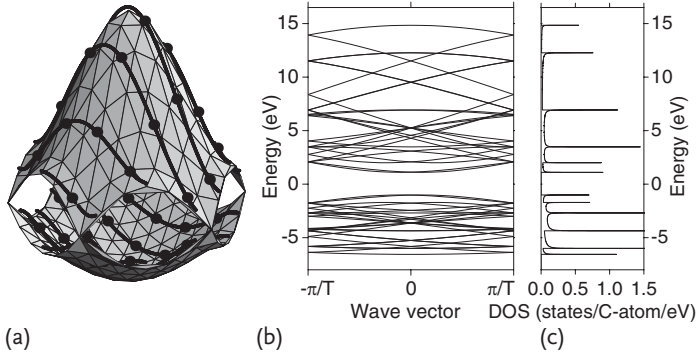 15
10
5
0
-5
Energy (eV)
-π/T
0
π/T
Wave vector
0.0
0.5
1.0
1.5
DOS (states/C-atom/eV)
15
10
5
0
-5
Energy (eV)
(a)
(b)
(c)